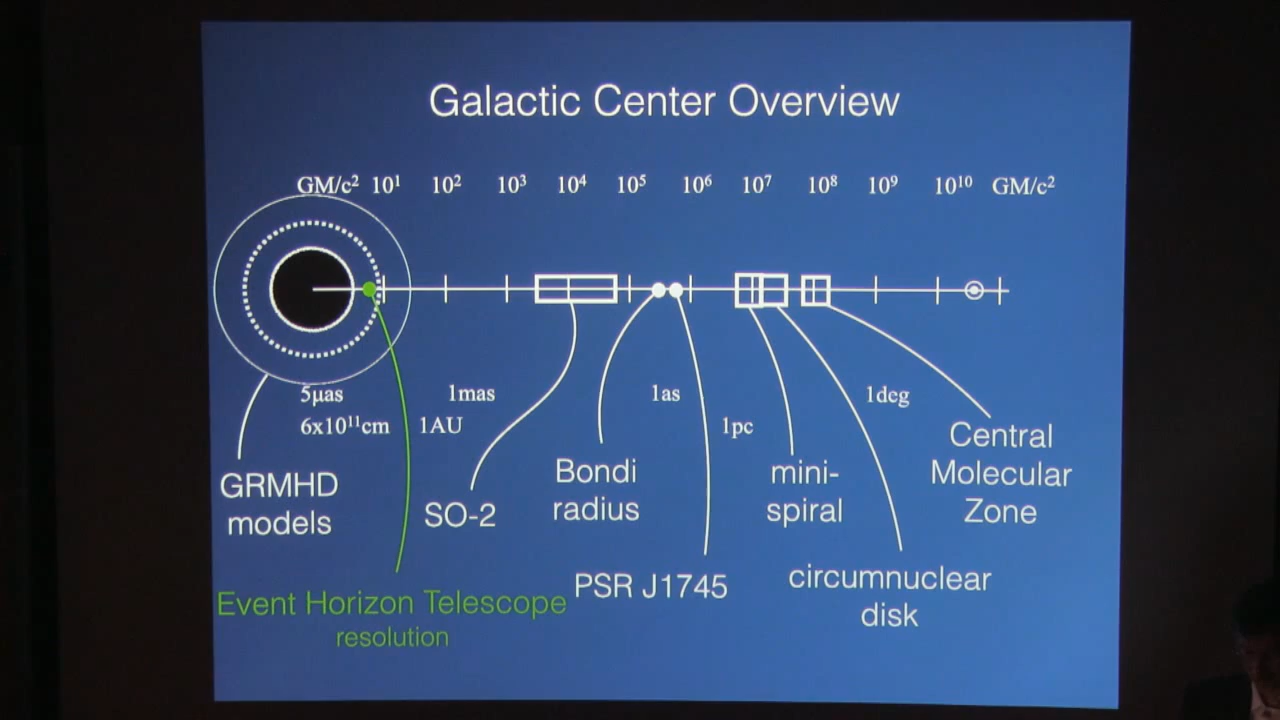 Galactic Center Overview
GM/c² 10¹ 10² 10³ 10⁴ 10⁵ 10⁶ 10⁷ 10⁸ 10⁹ 10¹⁰ GM/c²
5µas 1mas 1as 1deg
6x10¹¹cm 1AU 1pc
GRMHD
models
SO-2
Bondi
radius
mini-
spiral
Central
Molecular
Zone
Event Horizon Telescope
resolution
PSR J1745
circumnuclear
disk